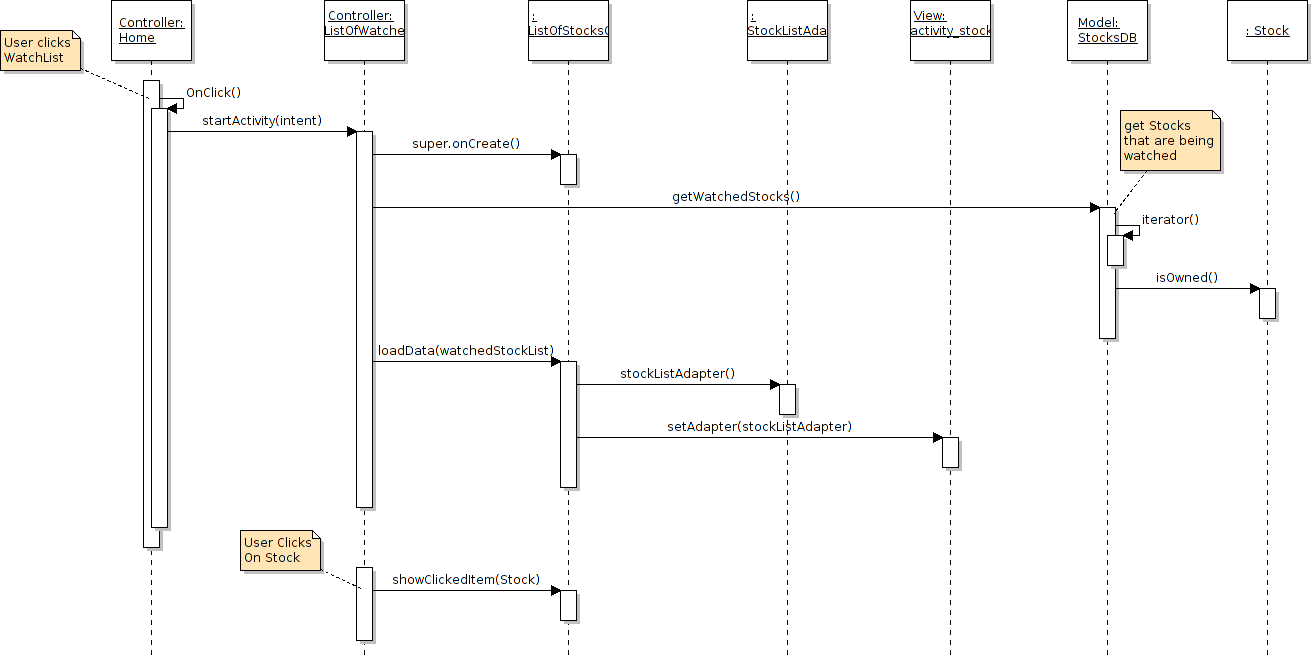 Controller:
Home
Controller:
ListOfWatche
:
ListOfStocks
:
StockListAda
View:
activity_stock
Model:
StocksDB
: Stock
User clicks
WatchList
OnClick()
startActivity(intent)
super.onCreate()
get Stocks
that are being
watched
getWatchedStocks()
iterator()
isOwned()
loadData(watchedStockList)
stockListAdapter()
setAdapter(stockListAdapter)
User Clicks
On Stock
showClickedItem(Stock)